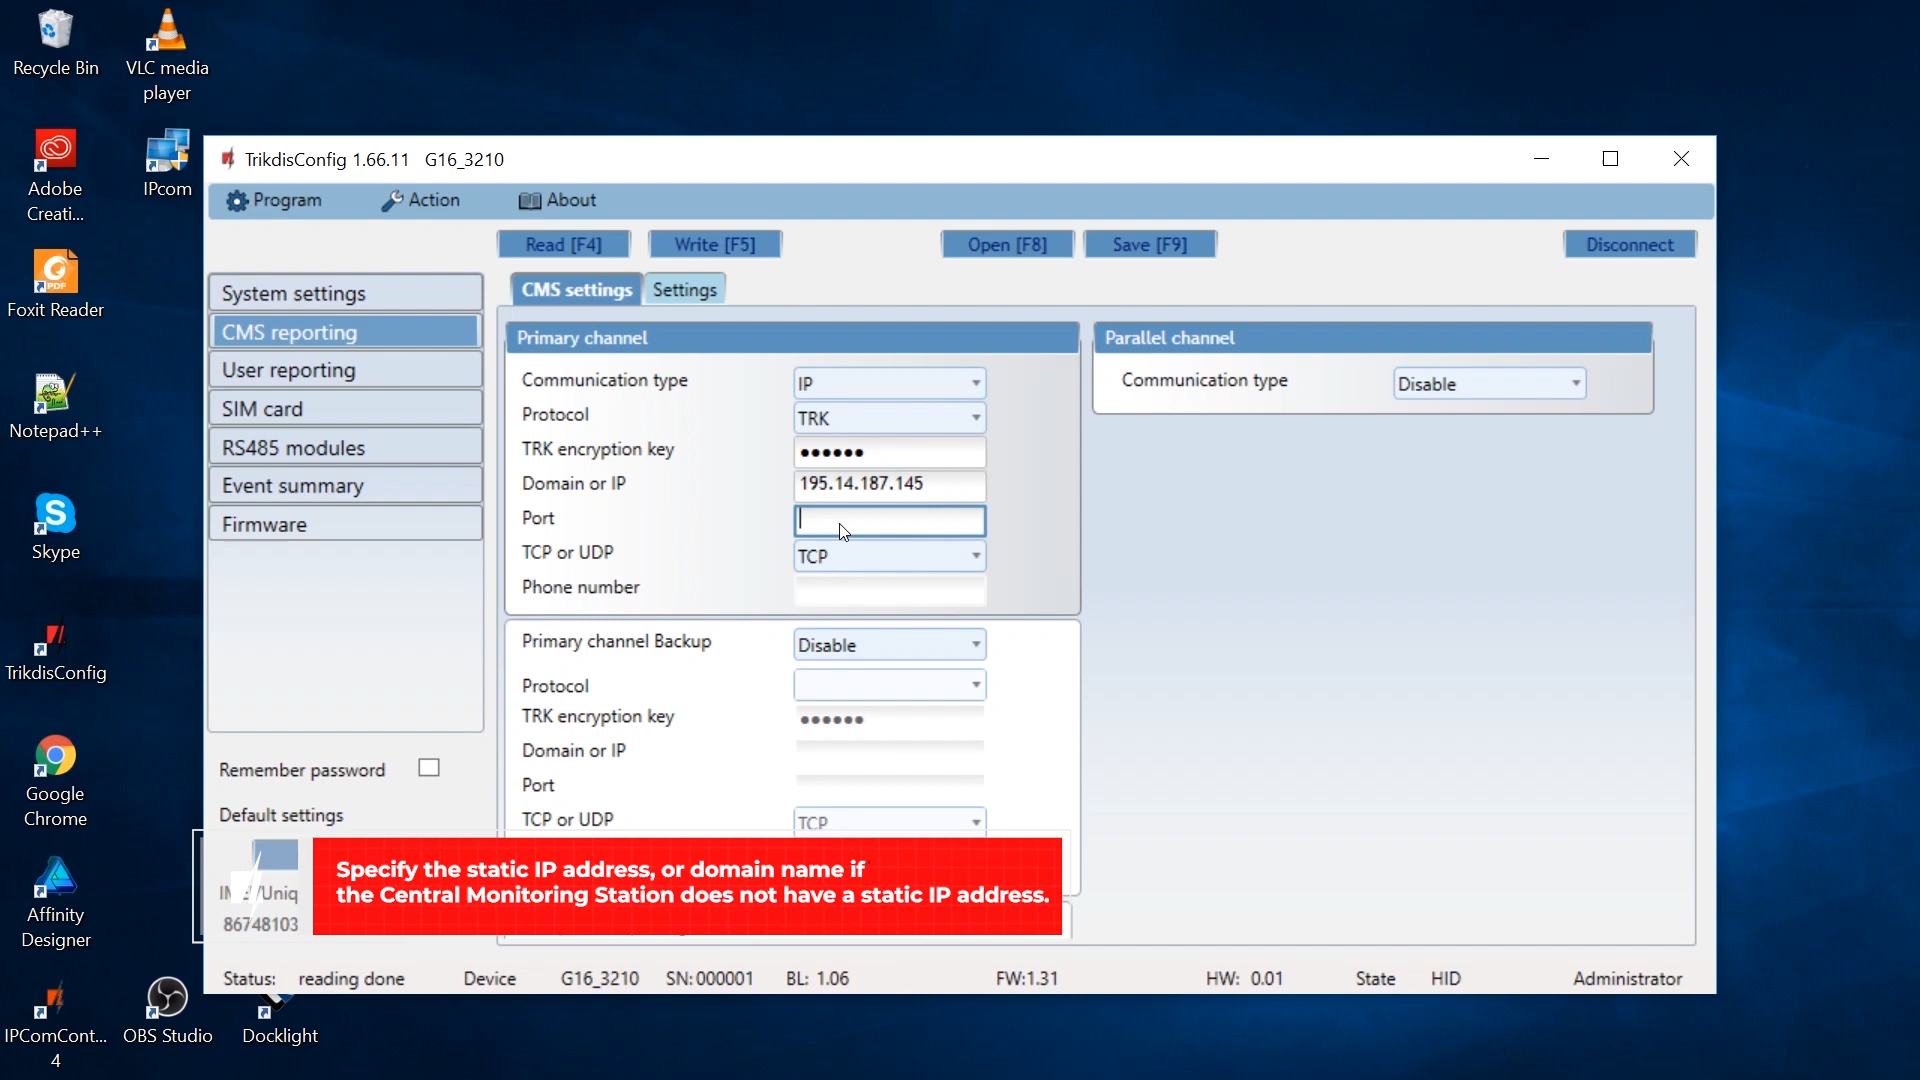 Recycle Bin
VLC media
player
Adobe
Creati...
IPcom
Foxit Reader
Notepad++
Skype
TrikdisConfig
Google
Chrome
Affinity
Designer
IPComCont...
4
OBS Studio
Docklight
TrikdisConfig 1.66.11 G16_3210
Program Action About
Read [F4] Write [F5] Open [F8] Save [F9] Disconnect
System settings
CMS reporting
User reporting
SIM card
RS485 modules
Event summary
Firmware
Remember password
Default settings
86748103
CMS settings Settings
Primary channel
Communication type IP
Protocol TRK
TRK encryption key ••••••
Domain or IP 195.14.187.145
Port
TCP or UDP TCP
Phone number
Primary channel Backup Disable
Protocol
TRK encryption key ••••••
Domain or IP
Port
TCP or UDP TCP
Parallel channel
Communication type Disable
Specify the static IP address, or domain name if
the Central Monitoring Station does not have a static IP address.
Status: reading done Device G16_3210 SN:000001 BL: 1.06 FW:1.31 HW: 0.01 State HID Administrator